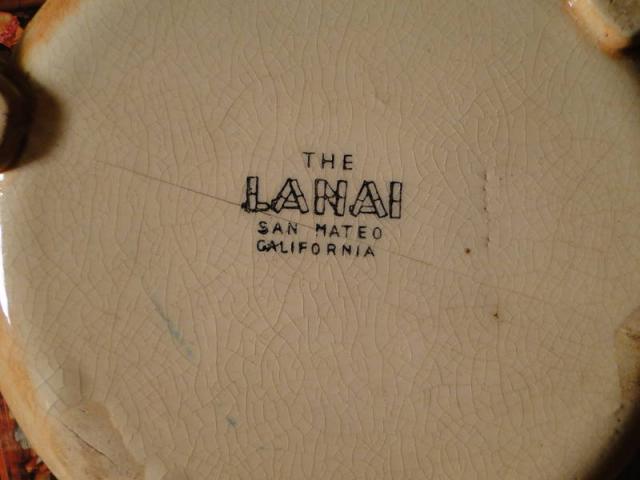 THE
LANAI
SAN MATEO
CALIFORNIA